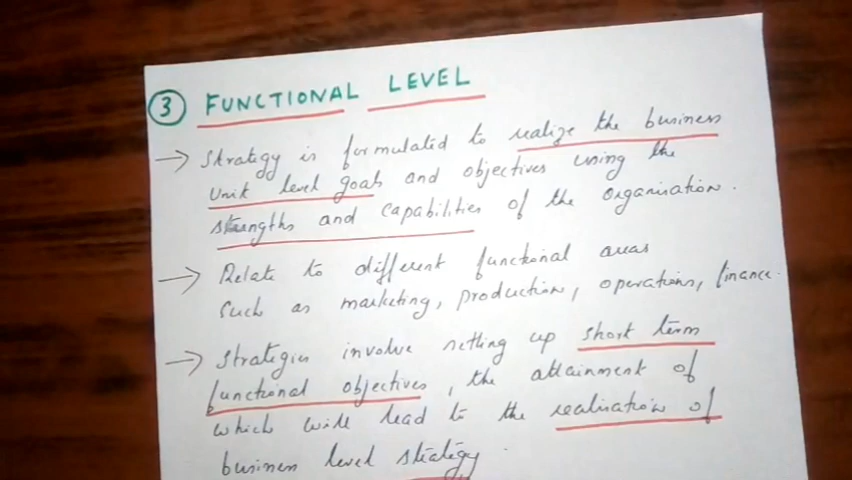 3 FUNCTIONAL LEVEL
→ Strategy is formulated to realize the business
unit level goals and objectives using the
strengths and capabilities of the organisation.
→ Relate to different functional areas
such as marketing, production, operations, finance.
→ Strategies involve setting up short term
functional objectives, the attainment of
which will lead to the realisation of
business level strategy.